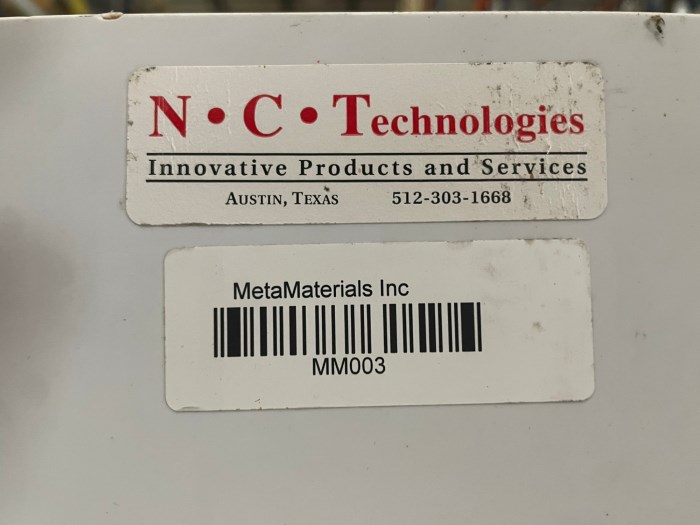 N • C • Technologies
Innovative Products and Services
Austin, Texas 512-303-1668
MetaMaterials Inc
MM003